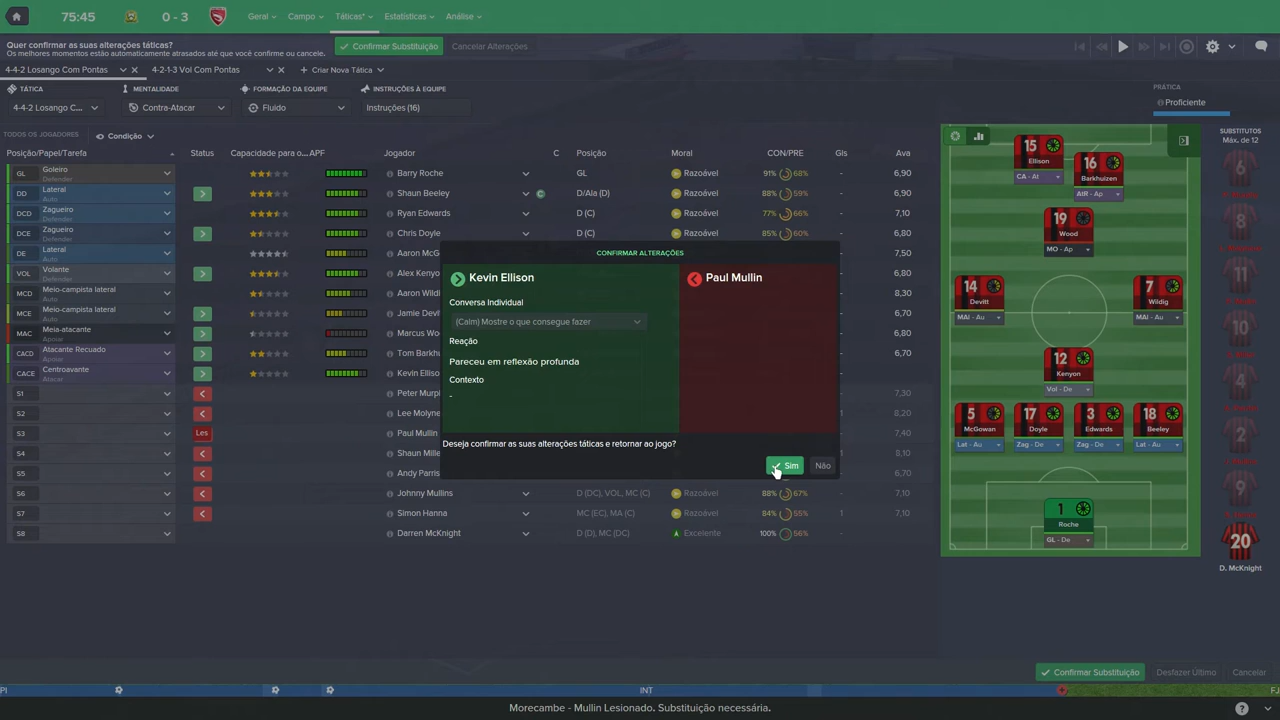 75:45
0 - 3
Geral
Campo
Táticas*
Estatísticas
Análise
Quer confirmar as suas alterações táticas?
Os melhores momentos estão automaticamente atrasados até que você confirme ou cancele.
Confirmar Substituição
Cancelar Alterações
4-4-2 Losango Com Pontas
4-2-1-3 Vol Com Pontas
+ Criar Nova Tática
TÁTICA
MENTALIDADE
FORMAÇÃO DA EQUIPE
INSTRUÇÕES À EQUIPE
4-4-2 Losango C...
Contra-Atacar
Fluido
Instruções (16)
PRÁTICA
Proficiente
TODOS OS JOGADORES
Condição
Posição/Papel/Tarefa Status Capacidade para o... APF Jogador C Posição Moral CON/PRE Gls Ava
GL Goleiro Defender Barry Roche GL Razoável 91% 68% - 6,90
DD Lateral Auto Shaun Beeley D/Ala (D) Razoável 88% 59% - 6,90
DCD Zagueiro Defender Ryan Edwards D (C) Razoável 77% 66% - 7,10
DCE Zagueiro Defender Chris Doyle D (C) Razoável 85% 60% - 6,90
DE Lateral Auto Aaron McG 7,50
VOL Volante Defender Alex Kenyo 6,90
MCD Meio-campista lateral Auto Aaron Wildi 8,30
MCE Meio-campista lateral Auto Jamie Devi 6,70
MAC Meia-atacante Apoiar Marcus Wo 6,80
CACD Atacante Recuado Apoiar Tom Barkh 6,70
CACE Centroavante Atacar Kevin Elliso
S1 Peter Murp 7,30
S2 Lee Molyne 8,20
S3 Les Paul Mullin 7,40
S4 Shaun Mille
S5 Andy Parris 6,70
S6 Johnny Mullins D (DC), VOL, MC (C) Razoável 88% 67% - 7,10
S7 Simon Hanna MC (EC), MA (C) Razoável 84% 55% 1 7,10
S8 Darren McKnight D (D), MC (DC) Excelente 100% 56% -
CONFIRMAR ALTERAÇÕES
Kevin Ellison
Paul Mullin
Conversa Individual
(Calm) Mostre o que consegue fazer
Reação
Pareceu em reflexão profunda
Contexto
-
Deseja confirmar as suas alterações táticas e retornar ao jogo?
Sim
Não
15
Ellison
CA - At
16
Barkhuizen
AtR - Ap
19
Wood
MO - Ap
14
Devitt
MAl - Au
7
Wildig
MAl - Au
12
Kenyon
Vol - De
5 17 3 18
McGowan Doyle Edwards Beeley
Lat - Au Zag - De Zag - De Lat - Au
1
Roche
GL - De
SUBSTITUTOS
Máx. de 12
6
8
11
10
4
2
9
20
D. McKnight
Confirmar Substituição
Desfazer Último
Cancelar
PI
INT
FJ
Morecambe - Mullin Lesionado. Substituição necessária.